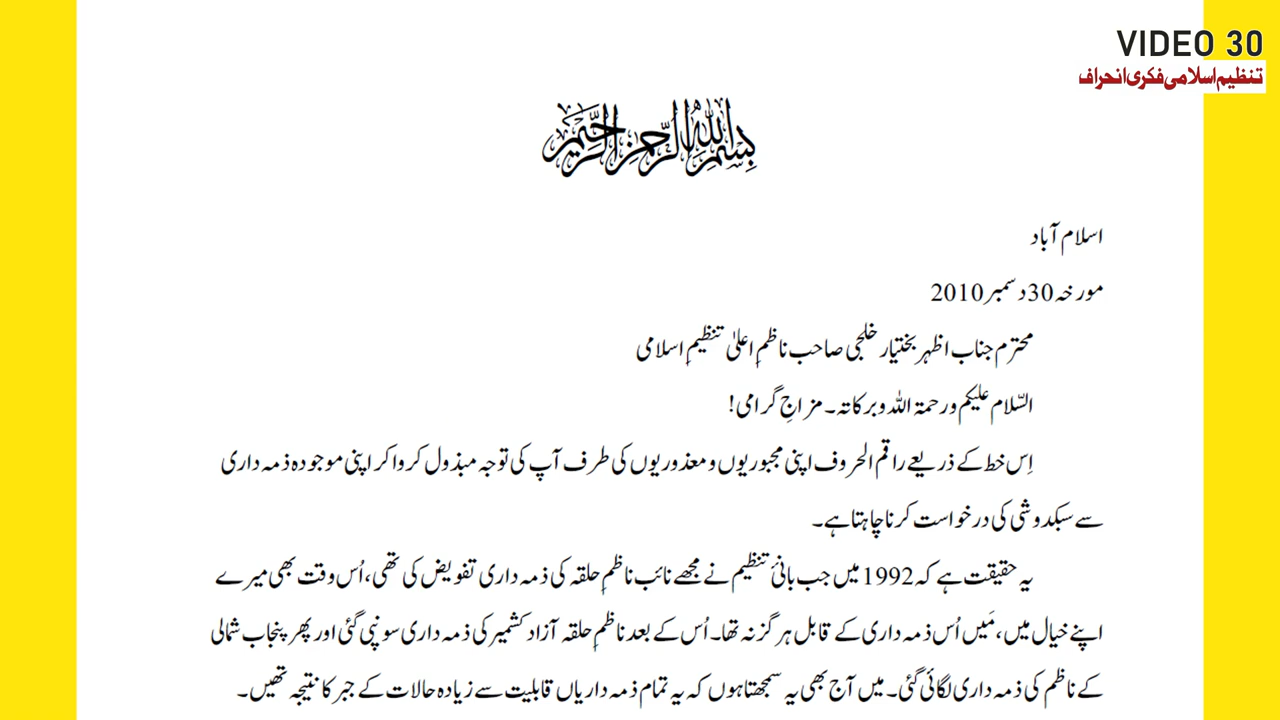 VIDEO 30
تنظیم اسلامی فکری انحراف
بسم اللہ الرحمن الرحیم
اسلام آباد
مورخہ 30 دسمبر 2010
محترم جناب اظہر بختیار خلجی صاحب ناظمِ اعلیٰ تنظیمِ اسلامی
السّلام علیکم ورحمۃ اللہ وبرکاتہ۔ مزاجِ گرامی!
اِس خط کے ذریعے راقم الحروف اپنی مجبوریوں و معذوریوں کی طرف آپ کی توجہ مبذول کروا کر اپنی موجودہ ذمہ داری
سے سبکدوشی کی درخواست کرنا چاہتا ہے۔
یہ حقیقت ہے کہ 1992 میں جب بانیٔ تنظیم نے مجھے نائب ناظمِ حلقہ کی ذمہ داری تفویض کی تھی، اُس وقت بھی میرے
اپنے خیال میں، مَیں اُس ذمہ داری کے قابل ہرگز نہ تھا۔ اُس کے بعد ناظمِ حلقہ آزاد کشمیر کی ذمہ داری سونپی گئی اور پھر پنجاب شمالی
کے ناظم کی ذمہ داری لگائی گئی۔ میں آج بھی یہ سمجھتا ہوں کہ یہ تمام ذمہ داریاں قابلیت سے زیادہ حالات کے جبر کا نتیجہ تھیں۔